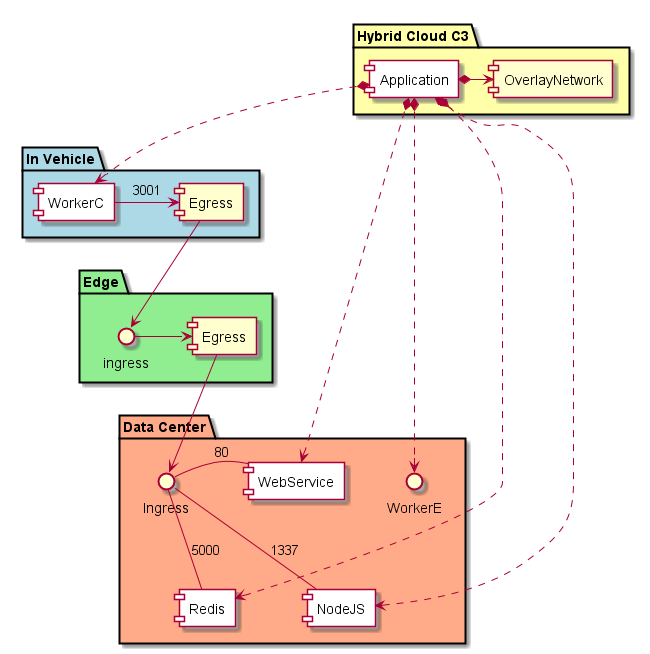 Hybrid Cloud C3
Application
OverlayNetwork
In Vehicle
WorkerC
3001
Egress
Edge
ingress
Egress
Data Center
80
Ingress
WebService
WorkerE
5000
1337
Redis
NodeJS